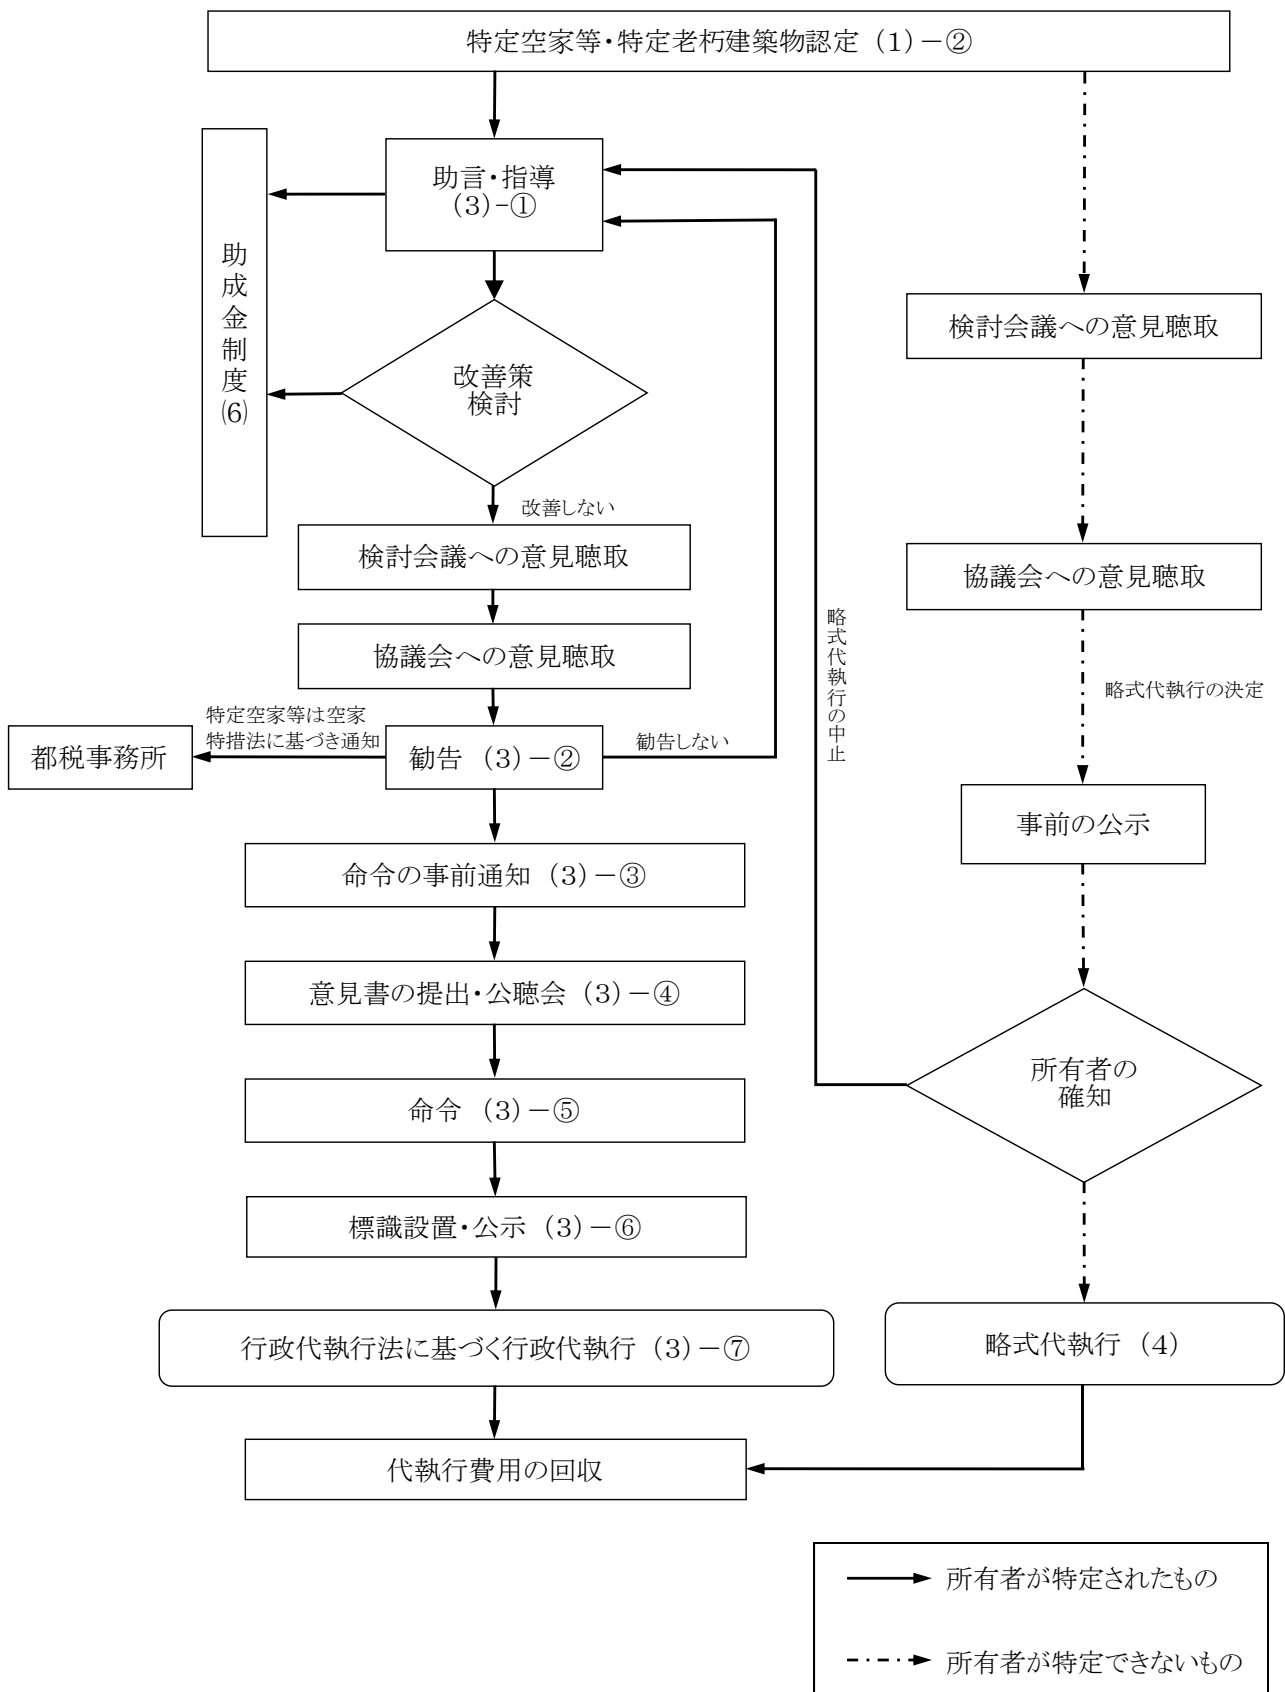 特定空家等・特定老朽建築物認定（１）－②
助言・指導
（３）-①
助成金制度(6)
改善策
検討
改善しない
検討会議への意見聴取
協議会への意見聴取
特定空家等は空家
特措法に基づき通知
都税事務所
勧告（３）－②
勧告しない
命令の事前通知（３）－③
意見書の提出・公聴会（３）－④
命令（３）－⑤
標識設置・公示（３）－⑥
行政代執行法に基づく行政代執行（３）－⑦
代執行費用の回収
略式代執行の中止
検討会議への意見聴取
協議会への意見聴取
略式代執行の決定
事前の公示
所有者の
確知
略式代執行（４）
所有者が特定されたもの
所有者が特定できないもの